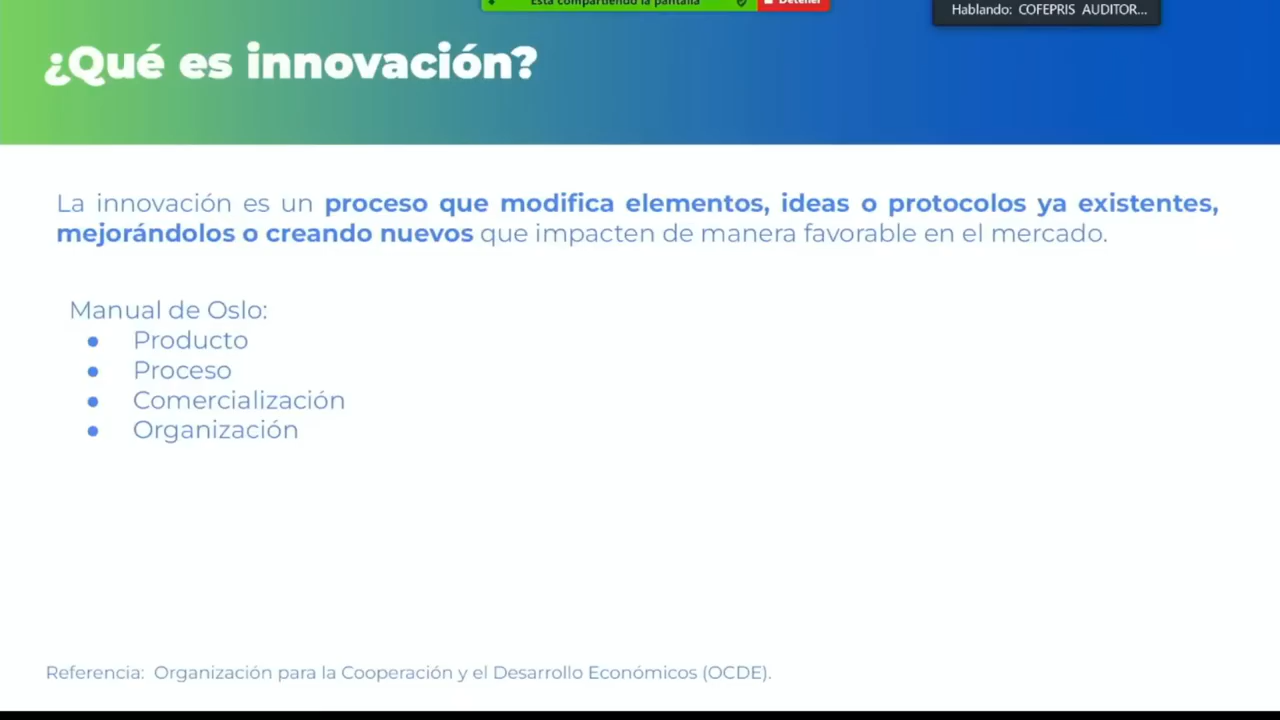 Está compartiendo la pantalla
Detener
Hablando: COFEPRIS AUDITOR...
¿Qué es innovación?
La innovación es un proceso que modifica elementos, ideas o protocolos ya existentes,
mejorándolos o creando nuevos que impacten de manera favorable en el mercado.
Manual de Oslo:
● Producto
● Proceso
● Comercialización
● Organización
Referencia: Organización para la Cooperación y el Desarrollo Económicos (OCDE).